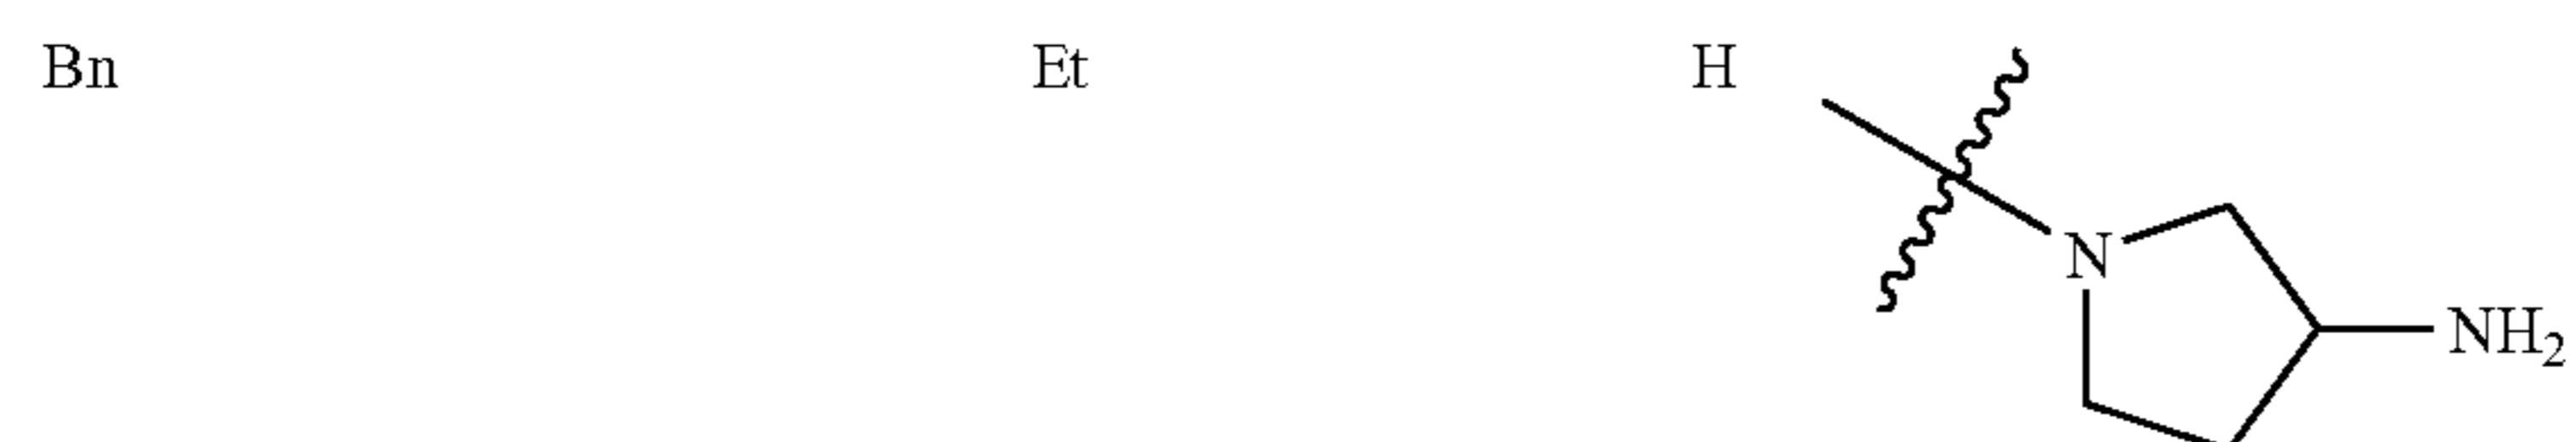 Bn Et H
N
NH₂